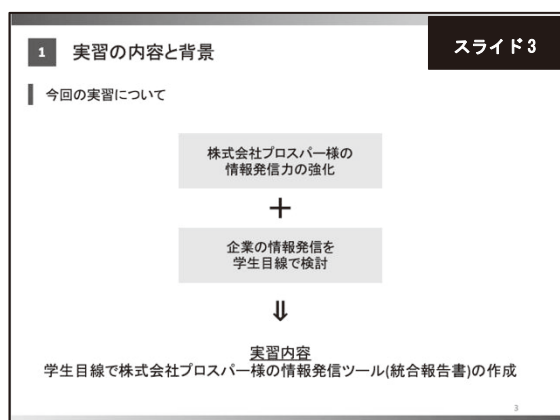 1 実習の内容と背景
スライド3
今回の実習について
株式会社プロスパー様の
情報発信力の強化
+
企業の情報発信を
学生目線で検討
⇓
実習内容
学生目線で株式会社プロスパー様の情報発信ツール(統合報告書)の作成
3